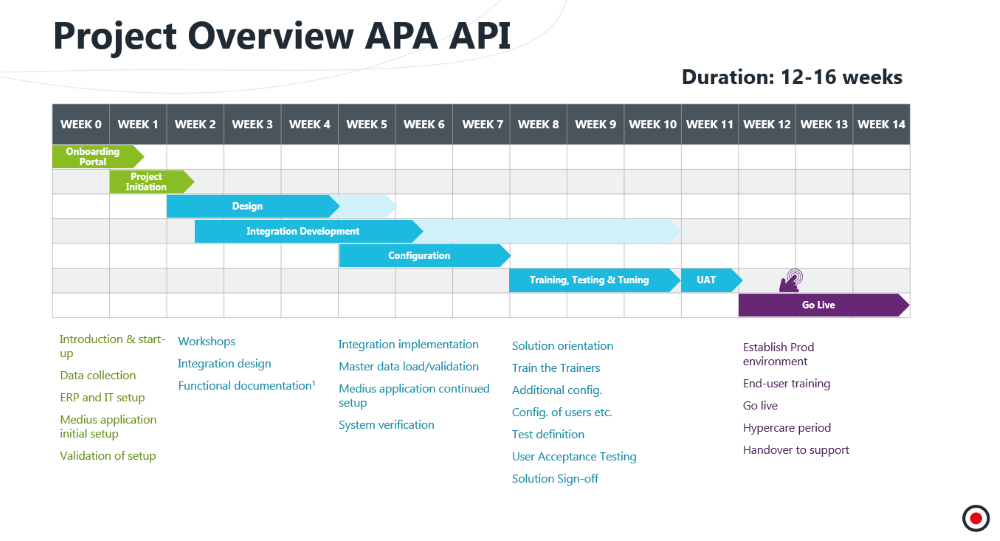 Project Overview APA API
Duration: 12-16 weeks
WEEK 0 WEEK 1 WEEK 2 WEEK 3 WEEK 4 WEEK 5 WEEK 6 WEEK 7 WEEK 8 WEEK 9 WEEK 10 WEEK 11 WEEK 12 WEEK 13 WEEK 14
Onboarding
Portal
Project
Initiation
Design
Integration Development
Configuration
Training, Testing & Tuning UAT
Go Live
Introduction & start-
up
Data collection
ERP and IT setup
Medius application
initial setup
Validation of setup
Workshops
Integration design
Functional documentation¹
Integration implementation
Master data load/validation
Medius application continued
setup
System verification
Solution orientation
Train the Trainers
Additional config.
Config. of users etc.
Test definition
User Acceptance Testing
Solution Sign-off
Establish Prod
environment
End-user training
Go live
Hypercare period
Handover to support